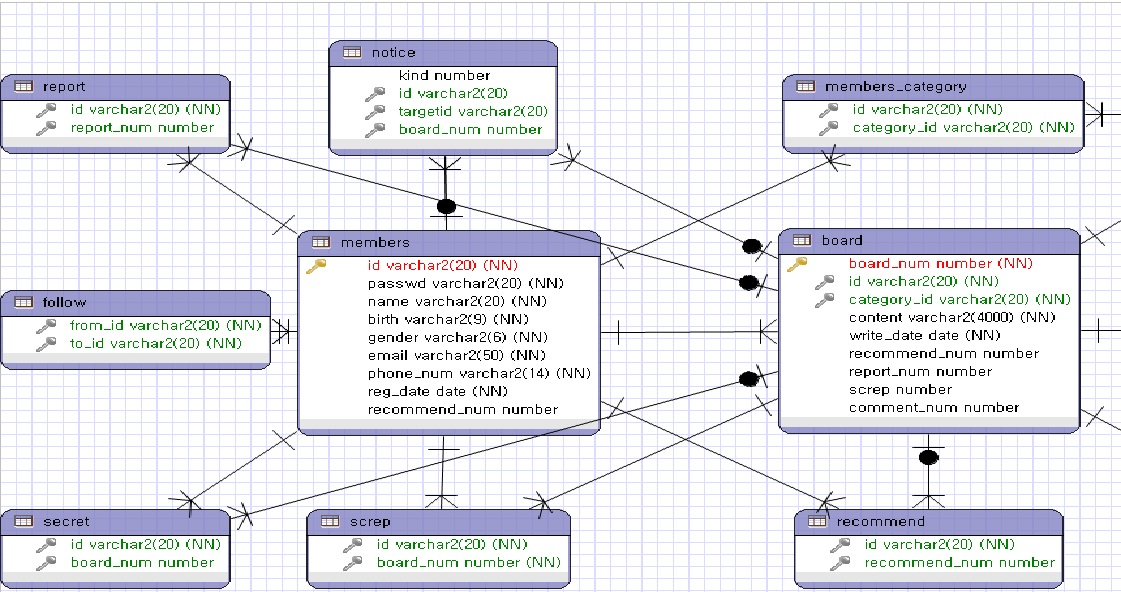 notice
kind number
id varchar2(20)
targetid varchar2(20)
board_num number
report
id varchar2(20) (NN)
report_num number
members_category
id varchar2(20) (NN)
category_id varchar2(20) (NN)
members
id varchar2(20) (NN)
passwd varchar2(20) (NN)
name varchar2(20) (NN)
birth varchar2(9) (NN)
gender varchar2(6) (NN)
email varchar2(50) (NN)
phone_num varchar2(14) (NN)
reg_date date (NN)
recommend_num number
board
board_num number (NN)
id varchar2(20) (NN)
category_id varchar2(20) (NN)
content varchar2(4000) (NN)
write_date date (NN)
recommend_num number
report_num number
screp number
comment_num number
follow
from_id varchar2(20) (NN)
to_id varchar2(20) (NN)
secret
id varchar2(20) (NN)
board_num number
screp
id varchar2(20) (NN)
board_num number (NN)
recommend
id varchar2(20) (NN)
recommend_num number